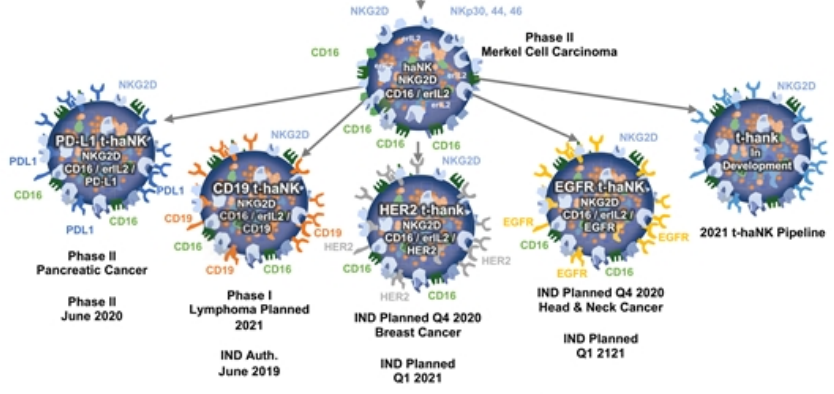 NKG2D
NKp30, 44, 46
CD16
erIL2
haNK
NKG2D
CD16 / erIL2
erIL2
erIL2
CD16
CD16
CD16
Phase II
Merkel Cell Carcinoma
NKG2D
PD-L1 t-haNK
NKG2D
CD16 / erIL2 /
PD-L1
PDL1
PDL1
CD16
CD16
PDL1
Phase II
Pancreatic Cancer
Phase II
June 2020
NKG2D
CD19 t-haNK
NKG2D
CD16 / erIL2 /
CD19
CD19
CD19
CD16
CD19
CD16
Phase I
Lymphoma Planned
2021
IND Auth.
June 2019
NKG2D
HER2 t-hank
NKG2D
CD16 / erIL2 /
HER2
HER2
HER2
CD16
HER2
CD16
IND Planned Q4 2020
Breast Cancer
IND Planned
Q1 2021
NKG2D
EGFR t-haNK
NKG2D
CD16 / erIL2 /
EGFR
EGFR
EGFR
CD16
EGFR
CD16
IND Planned Q4 2020
Head & Neck Cancer
IND Planned
Q1 2121
NKG2D
t-hank
In
Development
2021 t-haNK Pipeline